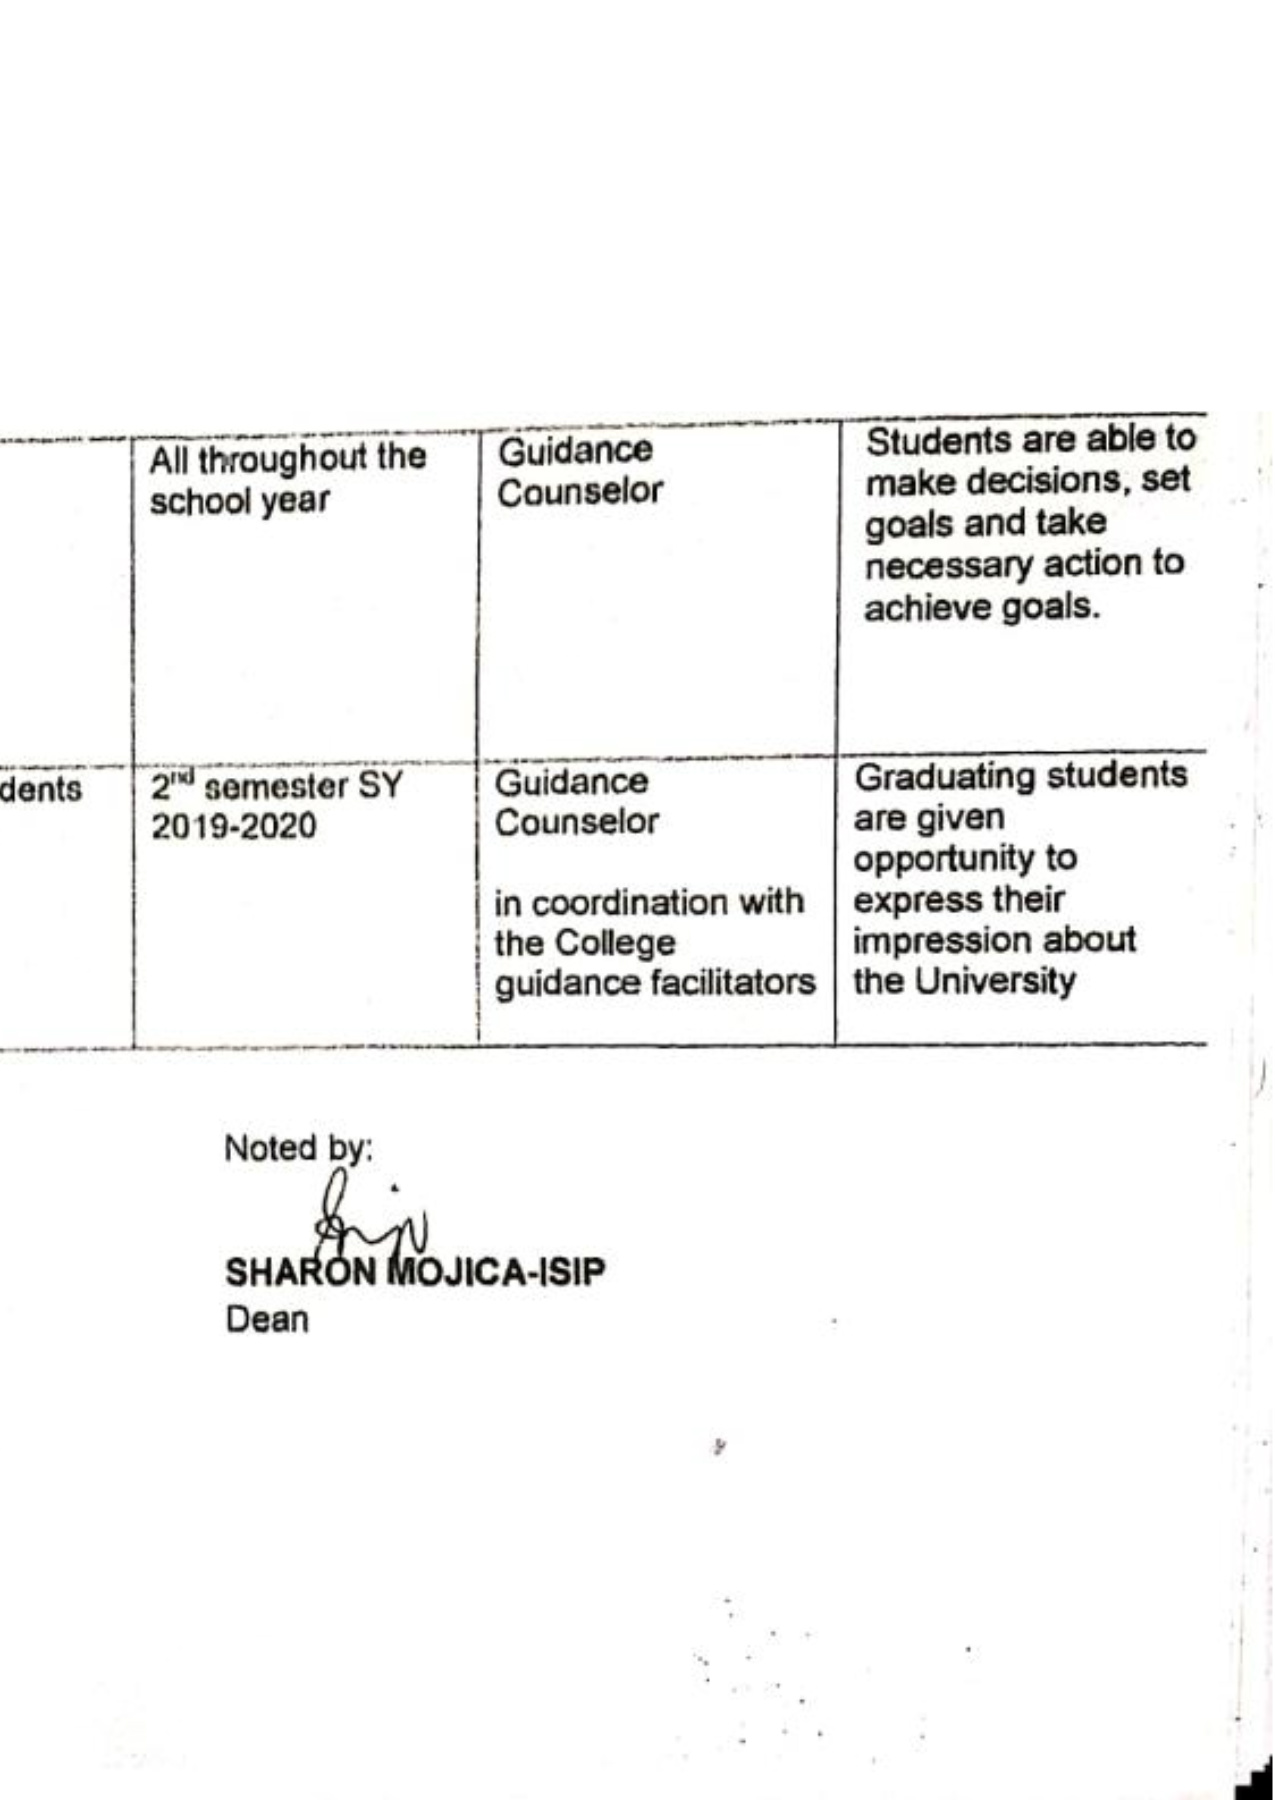 All throughout the
school year
Guidance
Counselor
Students are able to
make decisions, set
goals and take
necessary action to
achieve goals.
dents
2nd semester SY
2019-2020
Guidance
Counselor
in coordination with
the College
guidance facilitators
Graduating students
are given
opportunity to
express their
impression about
the University
Noted by:
SHARON MOJICA-ISIP
Dean